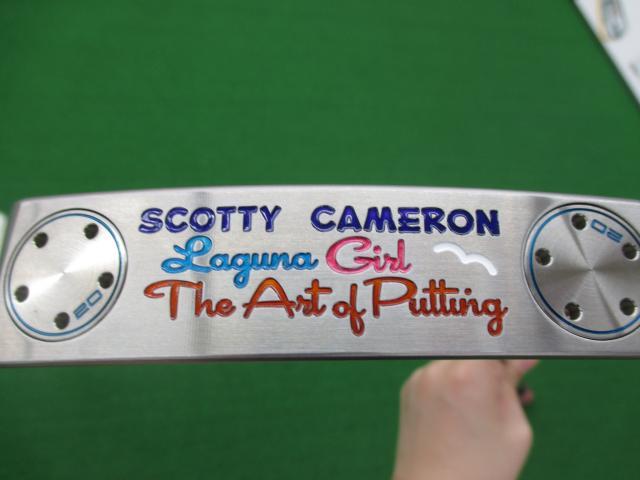 SCOTTY CAMERON
Laguna Girl
The Art of Putting
20
20